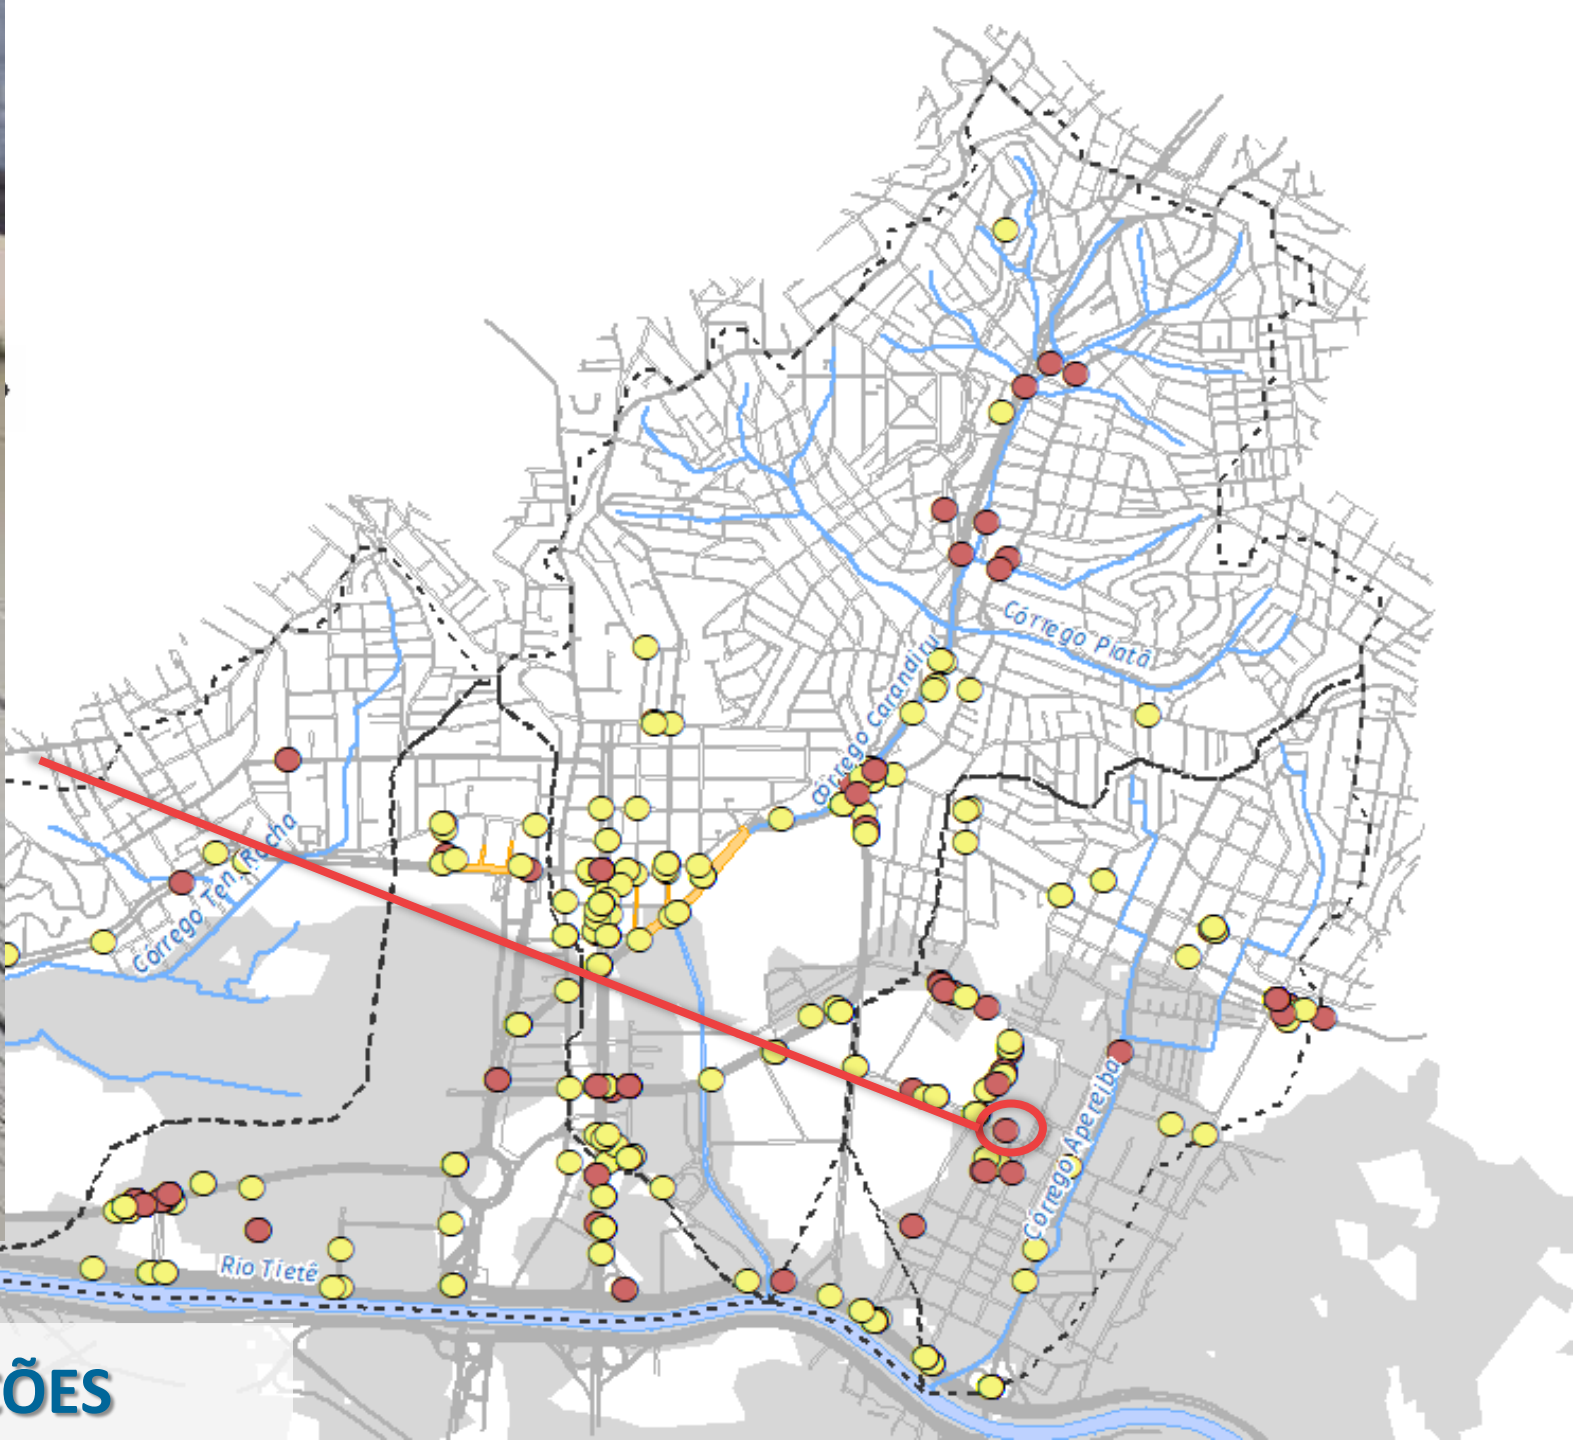 Córrego Piatã
Córrego Carandiru
Córrego Ten. Rocha
Córrego Apereiba
Rio Tietê
ÕES